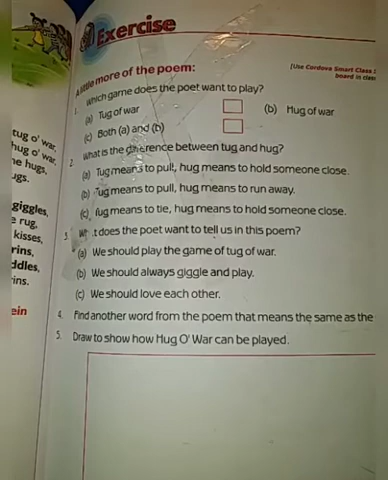 Exercise
A little more of the poem:
[Use Cordova Smart Class
board in class
1. Which game does the poet want to play?
(a) Tug of war
(b) Hug of war
(c) Both (a) and (b)
2. What is the difference between tug and hug?
(a) Tug means to pull, hug means to hold someone close.
(b) Tug means to pull, hug means to run away.
(c) Tug means to tie, hug means to hold someone close.
3. What does the poet want to tell us in this poem?
(a) We should play the game of tug of war.
(b) We should always giggle and play.
(c) We should love each other.
4. Find another word from the poem that means the same as the
5. Draw to show how Hug O' War can be played.
tug o' war,
hug o' war,
hugs,
giggles,
rug,
kisses,